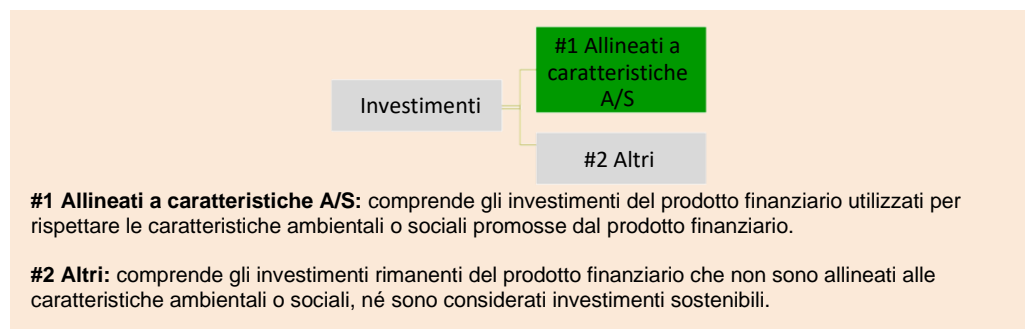 #1 Allineati a
caratteristiche
A/S
Investimenti
#2 Altri
#1 Allineati a caratteristiche A/S: comprende gli investimenti del prodotto finanziario utilizzati per
rispettare le caratteristiche ambientali o sociali promosse dal prodotto finanziario.
#2 Altri: comprende gli investimenti rimanenti del prodotto finanziario che non sono allineati alle
caratteristiche ambientali o sociali, né sono considerati investimenti sostenibili.